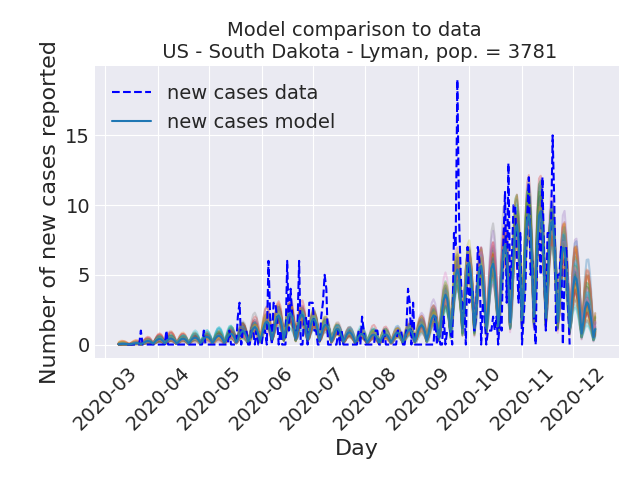 Model comparison to data
US - South Dakota - Lyman, pop. = 3781
Number of new cases reported
new cases data
new cases model
15
10
5
0
2020-03
2020-04
2020-05
2020-06
2020-07
2020-08
2020-09
2020-10
2020-11
2020-12
Day